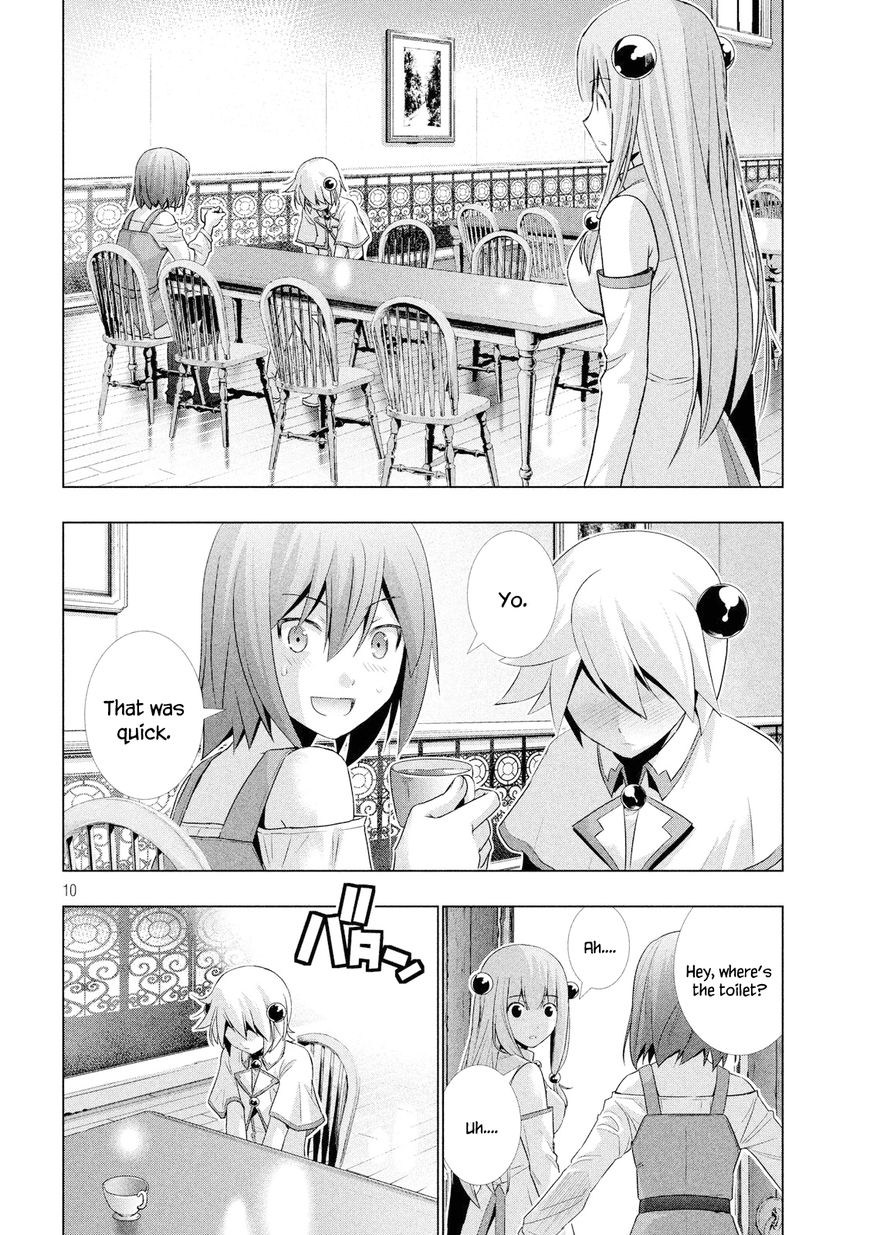 Yo.
That was
quick.
10
Hey, where's
the toilet?
Ah....
Uh....
バターン